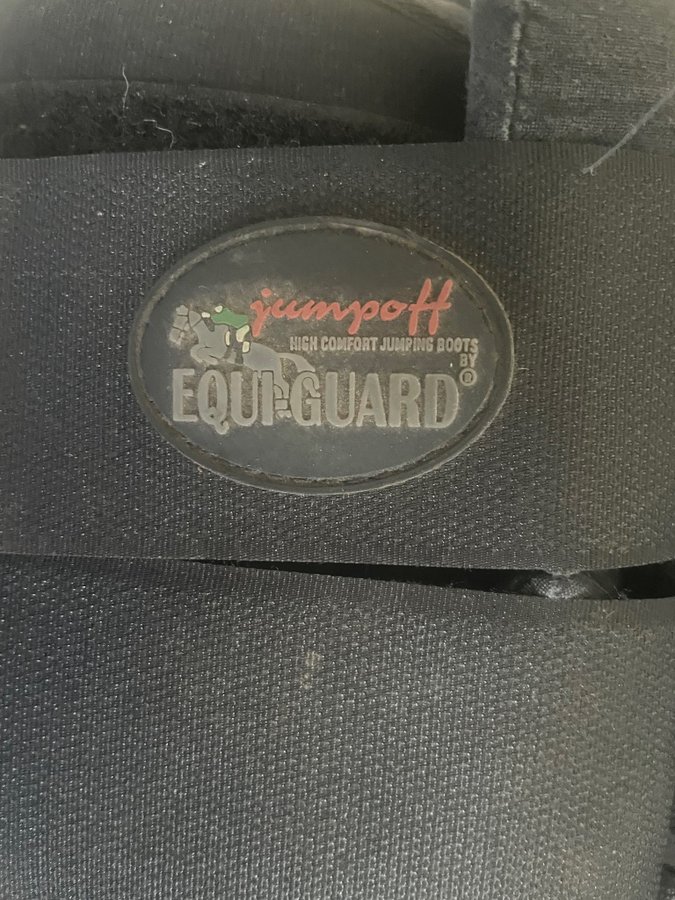 jumpoff
HIGH COMFORT JUMPING BOOTS
BY ®
EQUI-GUARD